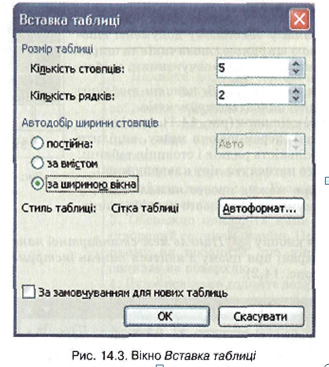 Вставка таблиці
Розмір таблиці
Кількість стовпців: 5
Кількість рядків: 2
Автодобір ширини стовпців
постійна: Авто
за вмістом
за шириною вікна
Стиль таблиці: Сітка таблиці Автоформат...
За замовчуванням для нових таблиць
ОК Скасувати
Рис. 14.3. Вікно Вставка таблиці